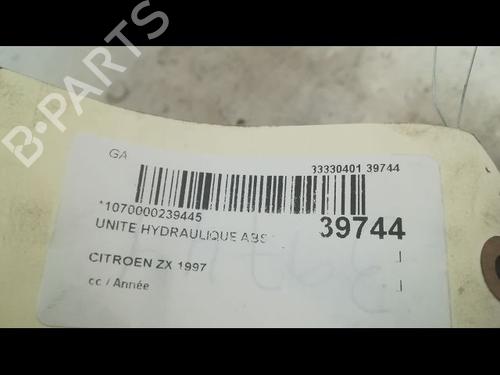 GA 33330401 39744
*1070000239445
UNITE HYDRAULIQUE ABS 39744
CITROEN ZX 1997
cc / Année
B-PARTS